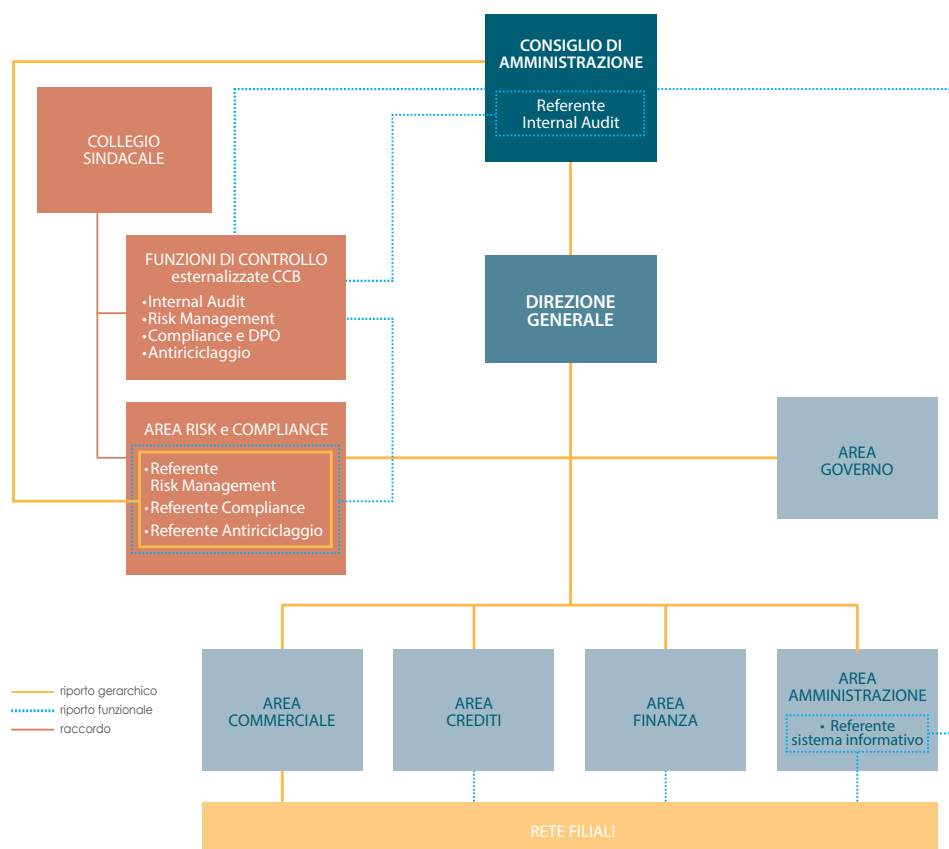 CONSIGLIO DI
AMMINISTRAZIONE
Referente
Internal Audit
COLLEGIO
SINDACALE
FUNZIONI DI CONTROLLO
esternalizzate CCB
• Internal Audit
• Risk Management
• Compliance e DPO
• Antiriciclaggio
DIREZIONE
GENERALE
AREA RISK e COMPLIANCE
• Referente
Risk Management
• Referente Compliance
• Referente Antiriciclaggio
AREA
GOVERNO
riporto gerarchico
riporto funzionale
raccordo
AREA
COMMERCIALE
AREA
CREDITI
AREA
FINANZA
AREA
AMMINISTRAZIONE
• Referente
sistema informativo
RETE FILIALI